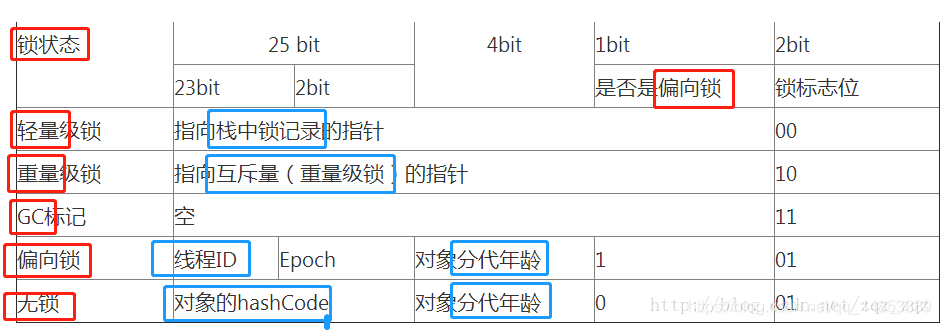 锁状态 25 bit 4bit 1bit 2bit
23bit 2bit 是否是偏向锁 锁标志位
轻量级锁 指向栈中锁记录的指针 00
重量级锁 指向互斥量（重量级锁）的指针 10
GC标记 空 11
偏向锁 线程ID Epoch 对象分代年龄 1 01
无锁 对象的hashCode 对象分代年龄 0 01